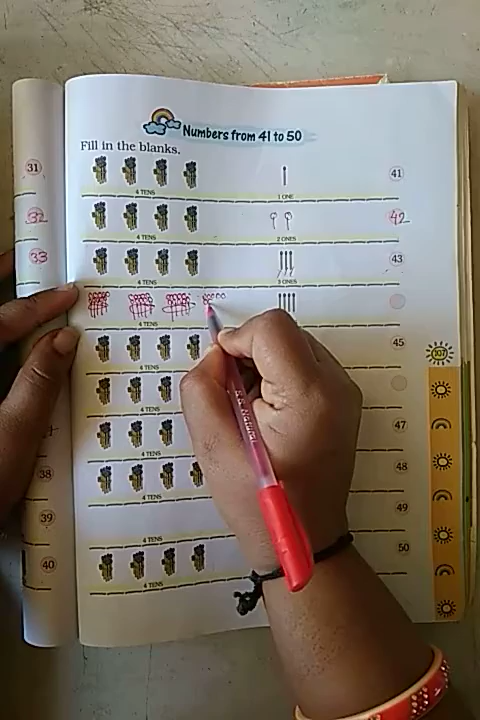 Numbers from 41 to 50
Fill in the blanks.
31
4 TENS
1 ONE
41
32
4 TENS
2 ONES
42
33
4 TENS
3 ONES
43
4 TENS
4 TENS
45
107
4 TENS
4 TENS
47
38
4 TENS
48
39
4 TENS
49
40
4 TENS
50